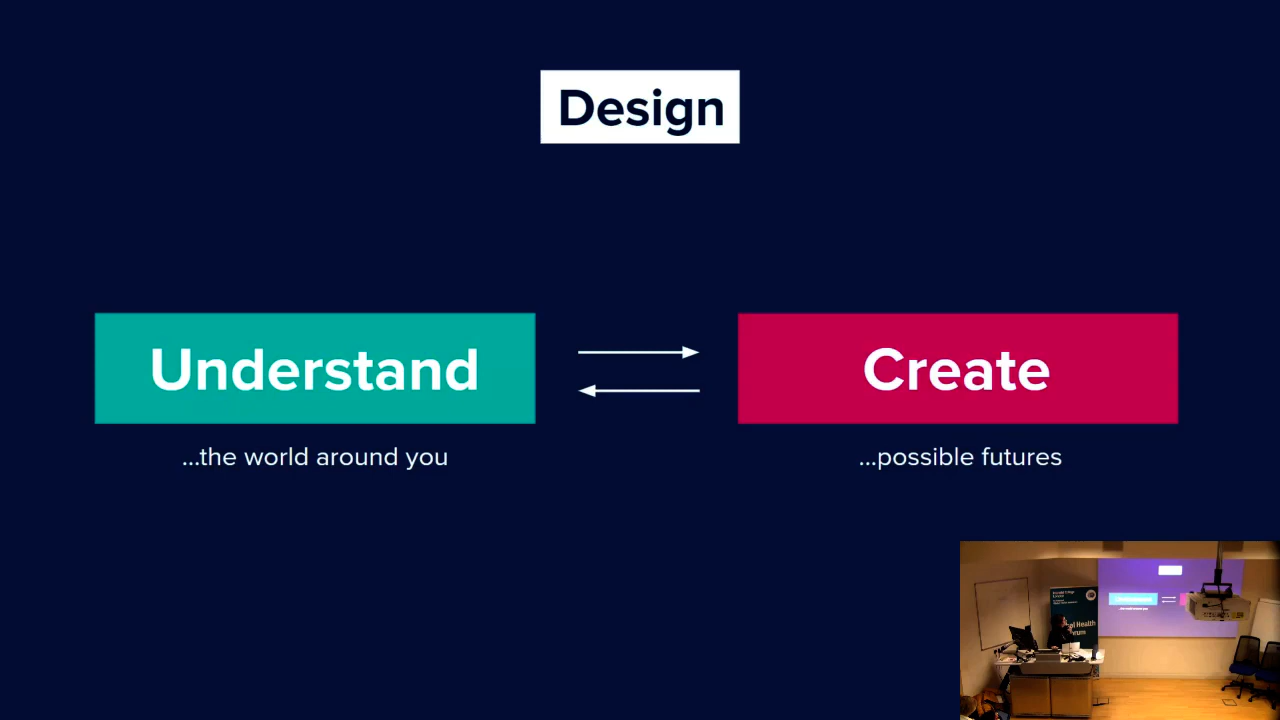 Design
Understand
Create
...the world around you
...possible futures